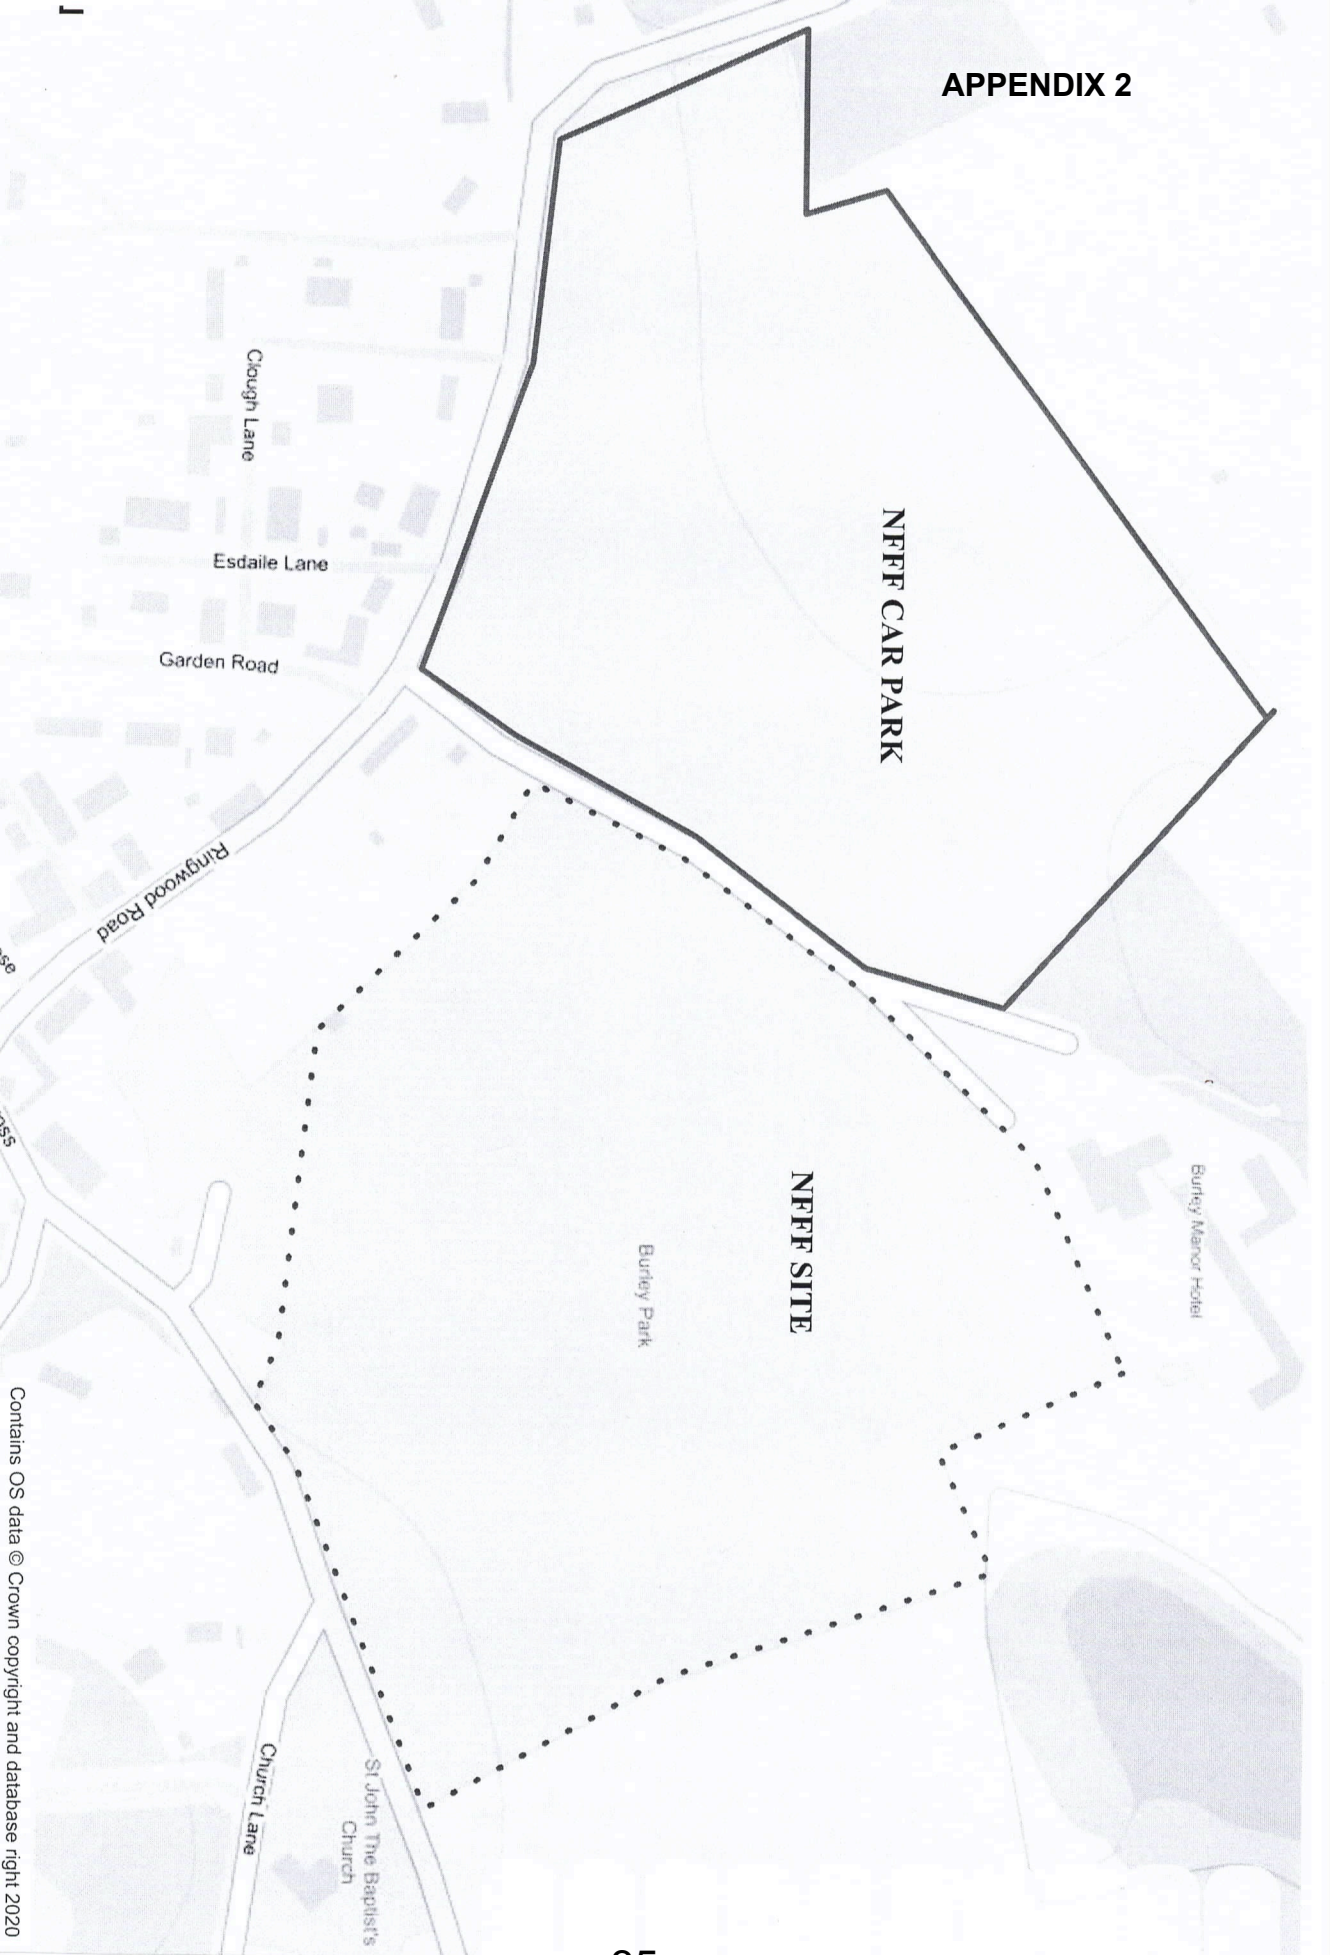 APPENDIX 2
NFFF CAR PARK
Clough Lane
Esdaile Lane
Garden Road
Ringwood Road
Burley Manor Hotel
NFFF SITE
Burley Park
St John The Baptist's
Church
Church Lane
Contains OS data © Crown copyright and database right 2020